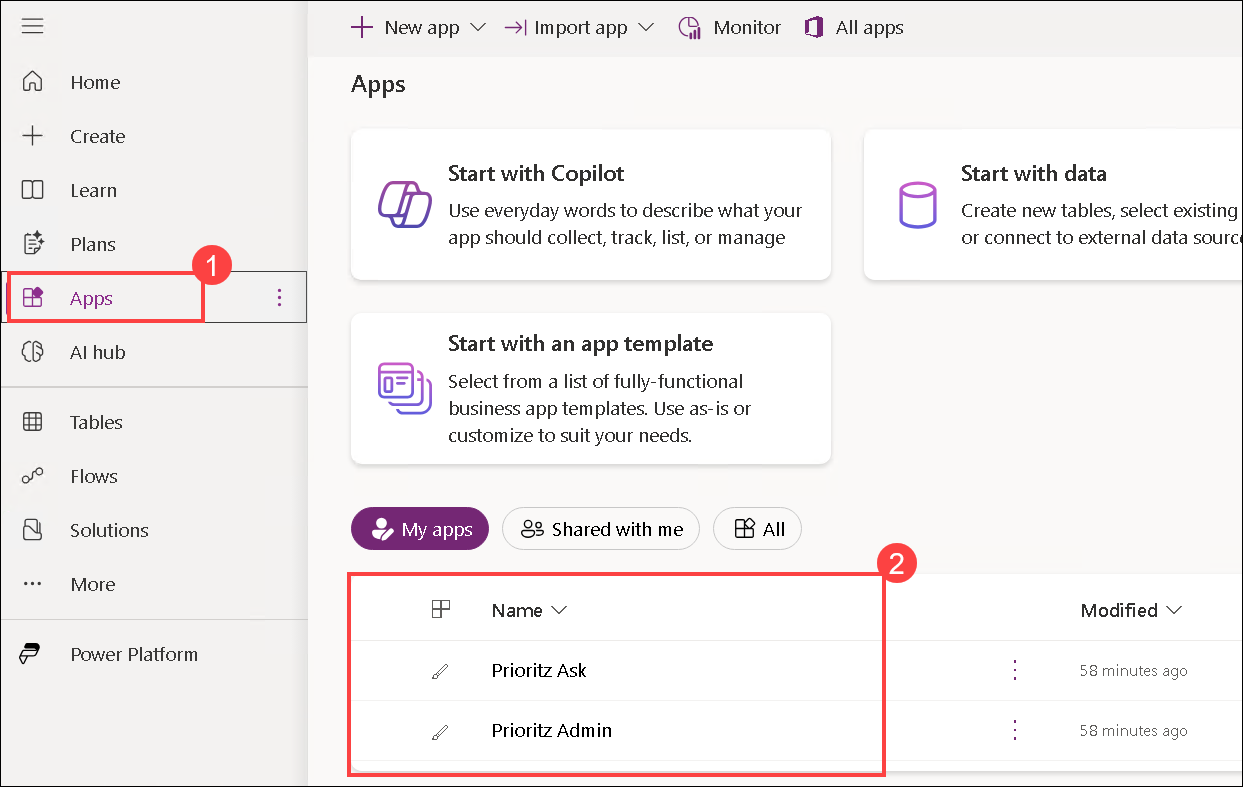 New app
Import app
Monitor
All apps
Home
Create
Learn
Plans
1
Apps
AI hub
Tables
Flows
Solutions
More
Power Platform
Apps
Start with Copilot
Use everyday words to describe what your
app should collect, track, list, or manage
Start with data
Create new tables, select existing
or connect to external data sourc
Start with an app template
Select from a list of fully-functional
business app templates. Use as-is or
customize to suit your needs.
My apps
Shared with me
All
2
Name
Modified
Prioritz Ask
58 minutes ago
Prioritz Admin
58 minutes ago